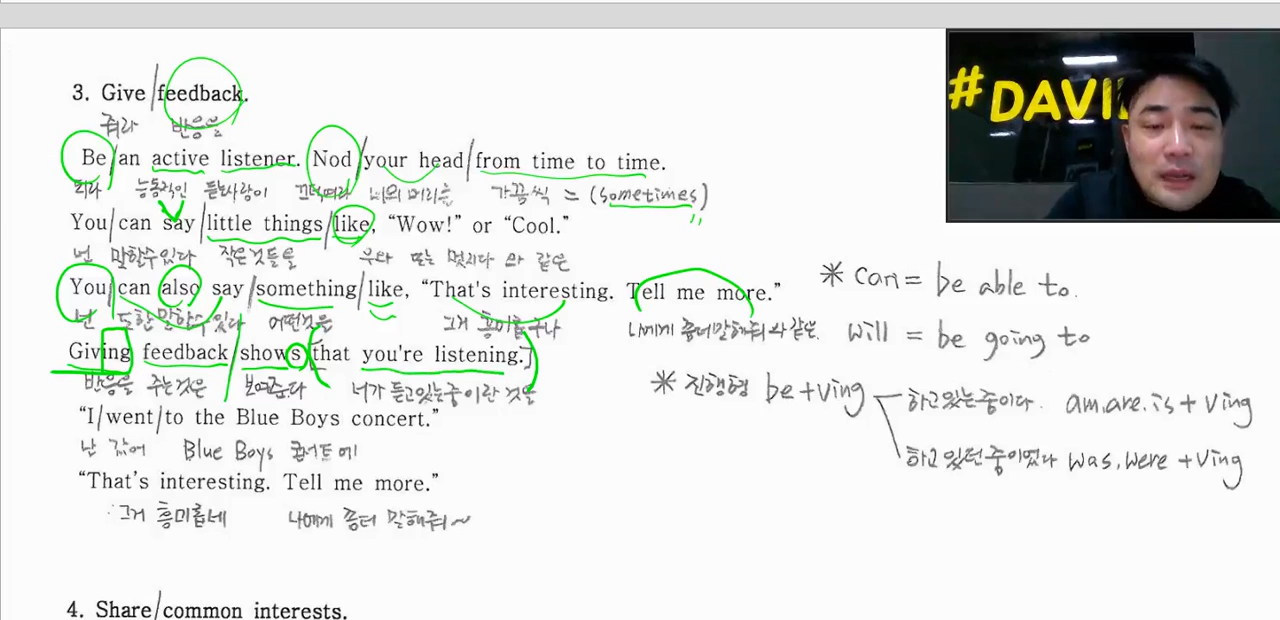 #DAVI
3. Give/feedback.
줘라 반응을
Be/an active listener. Nod/your head/from time to time.
되라 능동적인 듣는사람이 끄덕여라 너의 머리를 가끔씩 = (sometimes)
You/can say/little things/like, “Wow!” or “Cool.”
넌 말할수있다 작은것들을 우와 또는 멋지다 와 같은
You/can also say/something/like, “That's interesting. Tell me more.”
넌 또한 말할수있다 어떤것을 그거 흥미롭구나 나에게 좀더말해줘 와 같은
Giving feedback/shows [that you're listening.]
반응을 주는것은 보여준다 너가 듣고있는중이란 것을
“I/went/to the Blue Boys concert.”
난 갔어 Blue Boys 콘서트에
“That's interesting. Tell me more.”
그거 흥미롭네 나에게 좀더 말해줘~
4. Share/common interests.
* can = be able to.
will = be going to
* 진행형 be+ving
하고있는중이다. am.are.is + Ving
하고 있던 중이었다 was.were + Ving